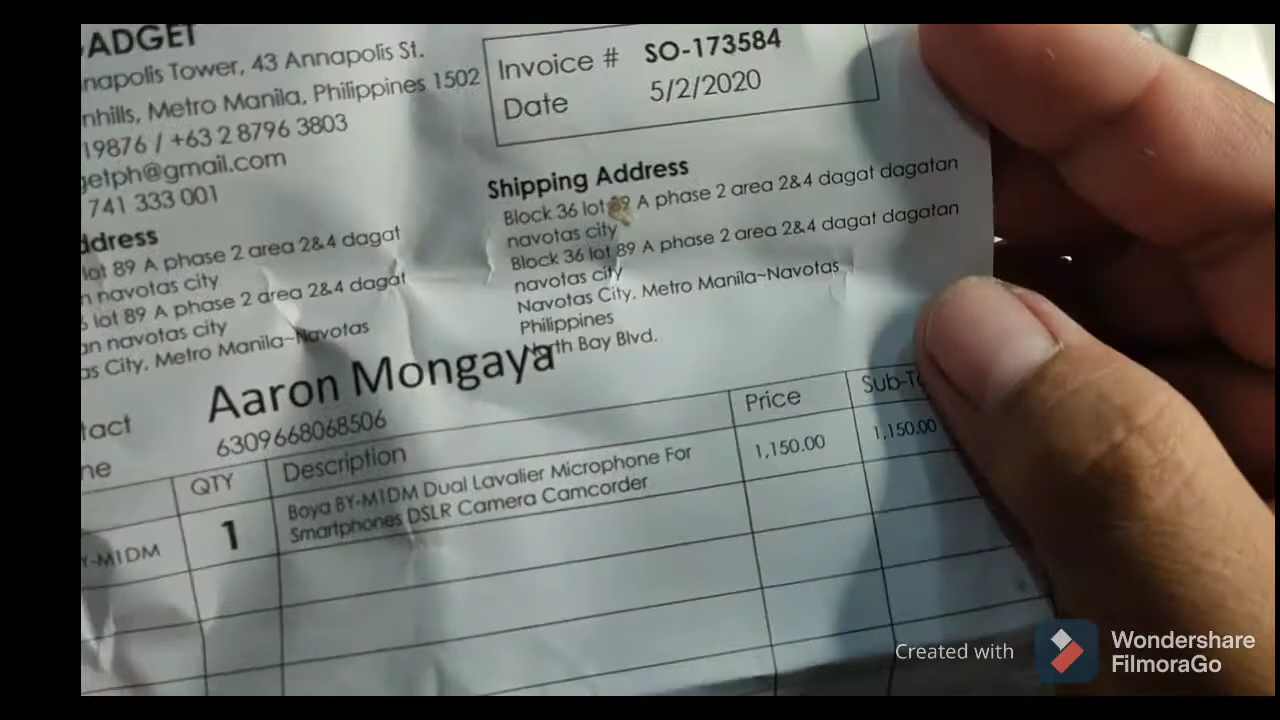 ADGET
napolis Tower, 43 Annapolis St.
nhills, Metro Manila, Philippines 1502
19876 / +63 2 8796 3803
getph@gmail.com
741 333 001
Invoice # SO-173584
Date 5/2/2020
Shipping Address
Block 36 lot 89 A phase 2 area 2&4 dagat dagatan
navotas city
Block 36 lot 89 A phase 2 area 2&4 dagat dagatan
navotas city
Navotas City, Metro Manila~Navotas
Philippines
North Bay Blvd.
ddress
lot 89 A phase 2 area 2&4 dagat
n navotas city
6 lot 89 A phase 2 area 2&4 dagat
an navotas city
as City, Metro Manila~Navotas
tact Aaron Mongaya
ne 6309668068506
QTY Description Price Sub-To
Y-M1DM 1 Boya BY-M1DM Dual Lavalier Microphone For 1,150.00 1,150.00
Smartphones DSLR Camera Camcorder
Created with Wondershare
FilmoraGo